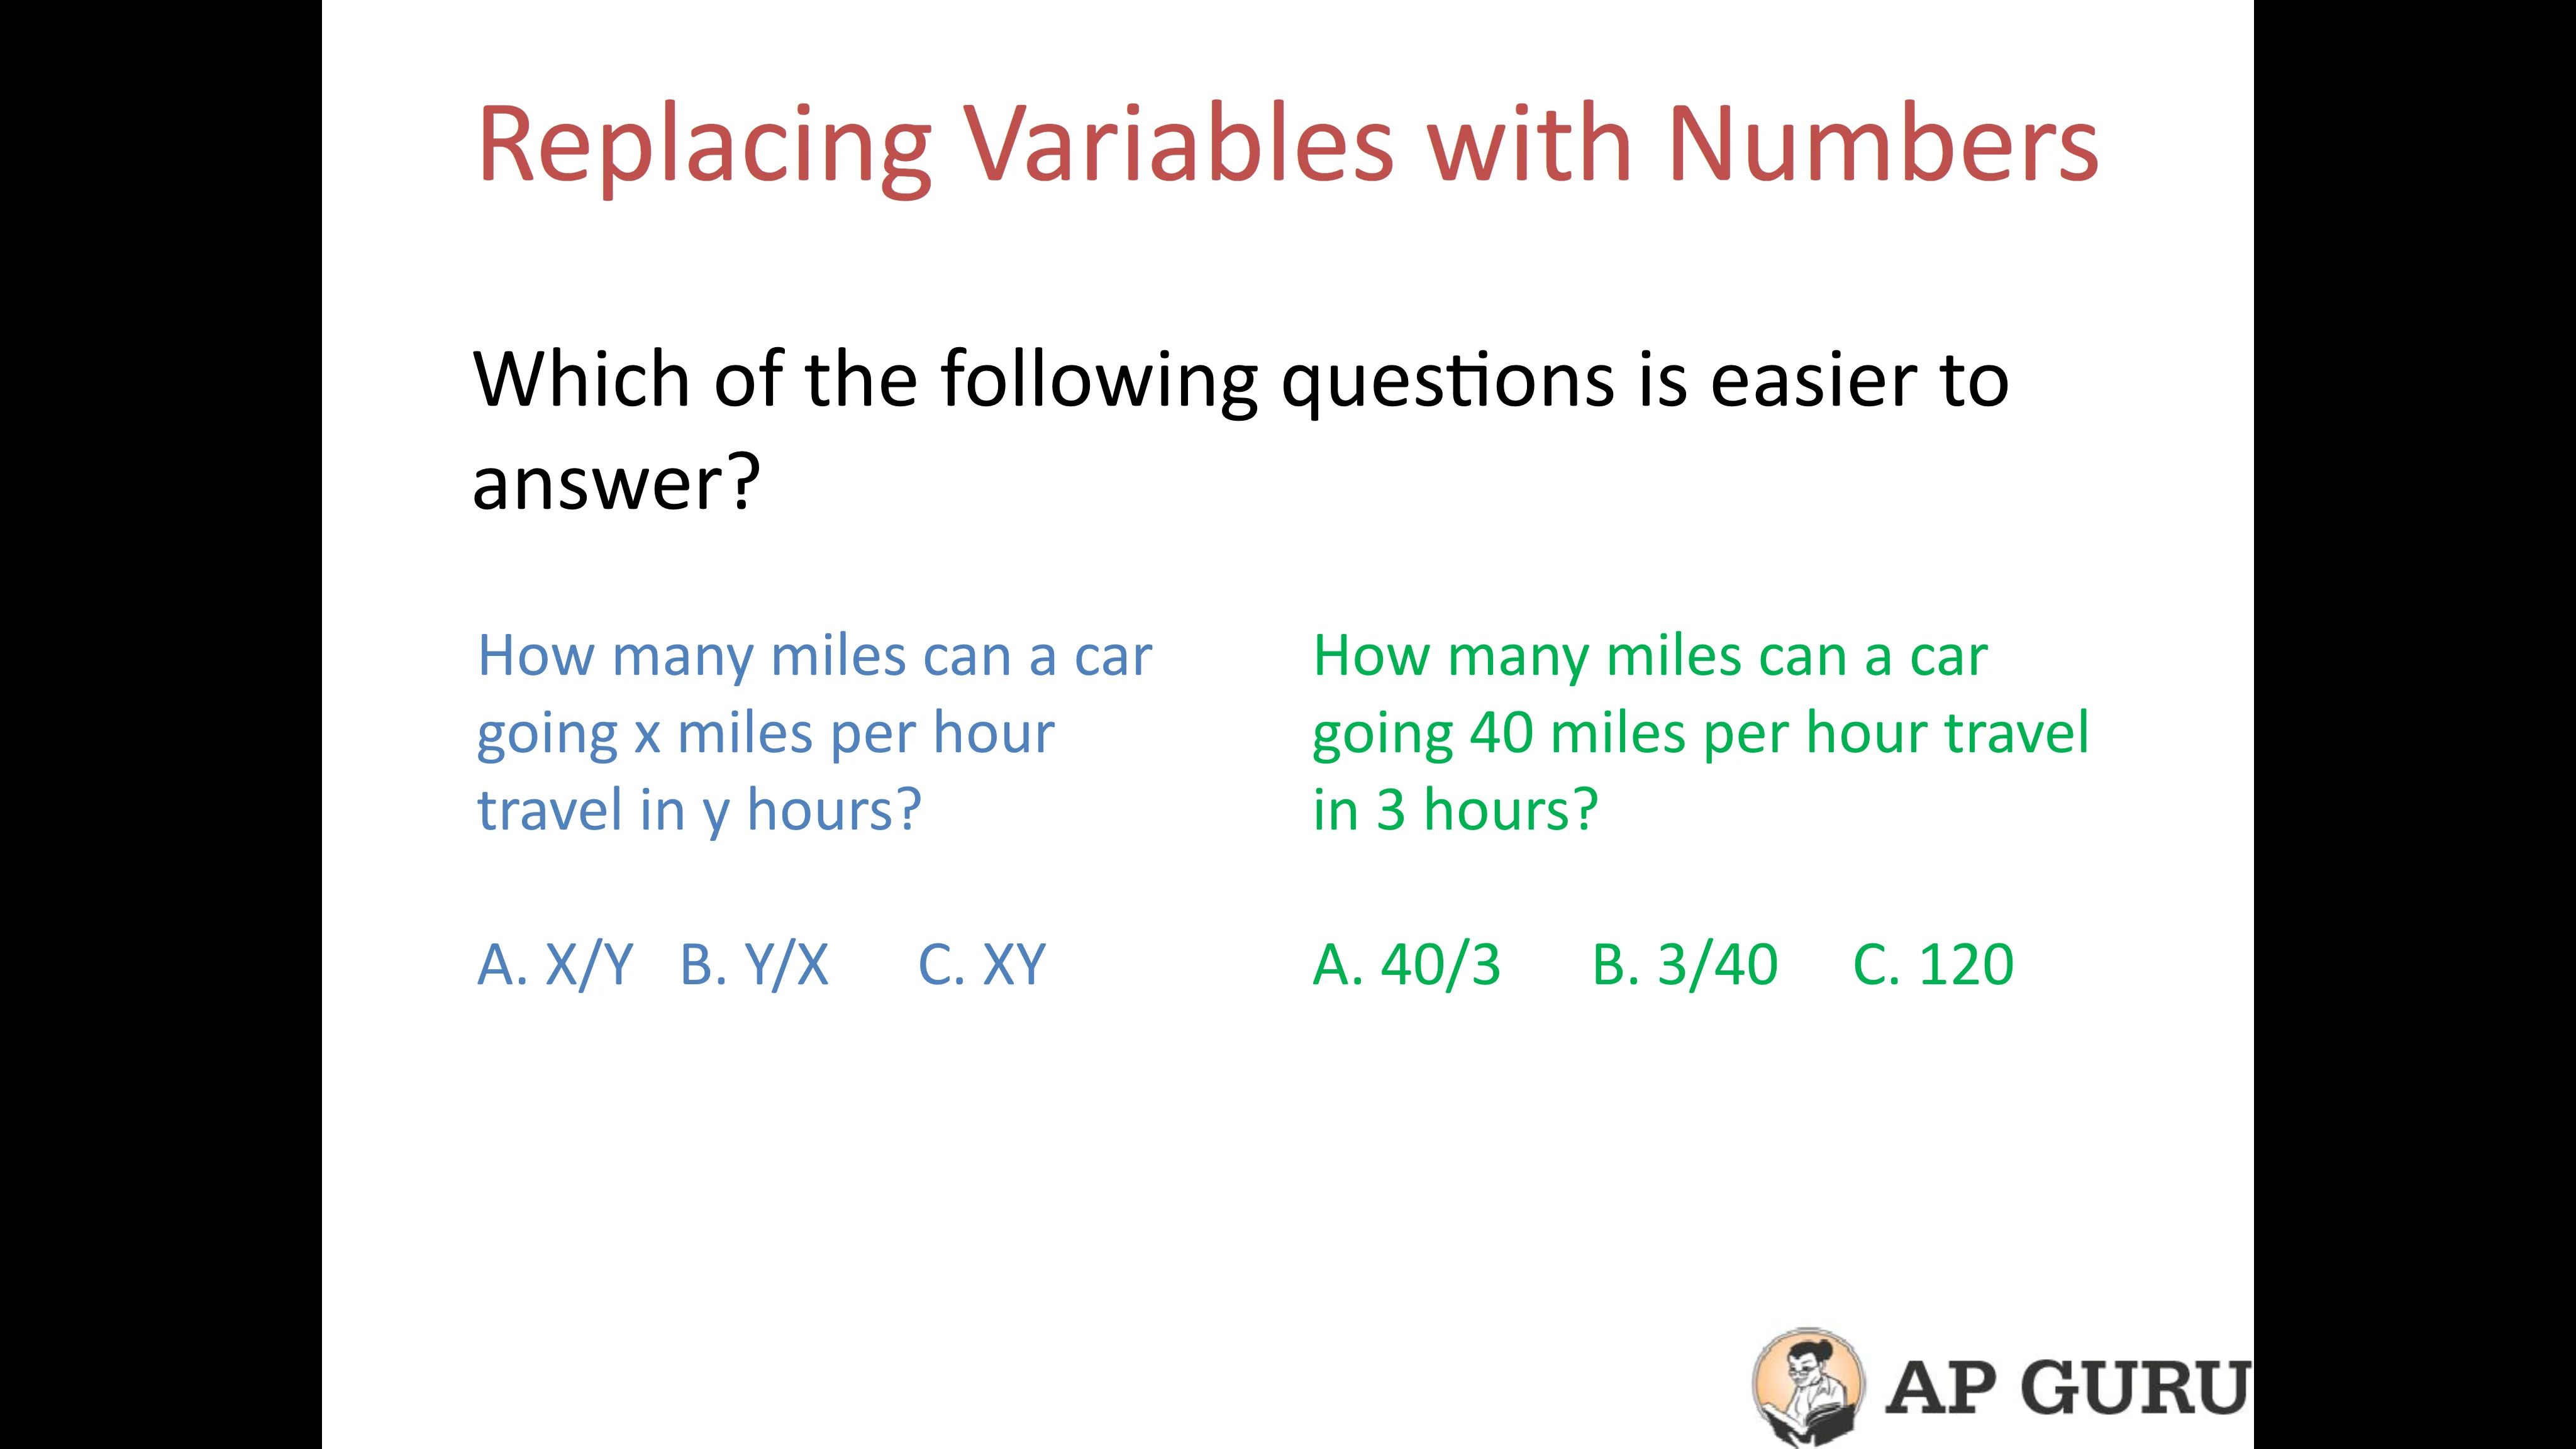 Replacing Variables with Numbers
Which of the following questions is easier to
answer?
How many miles can a car
going x miles per hour
travel in y hours?
A. X/Y B. Y/X C. XY
How many miles can a car
going 40 miles per hour travel
in 3 hours?
A. 40/3 B. 3/40 C. 120
AP GURU